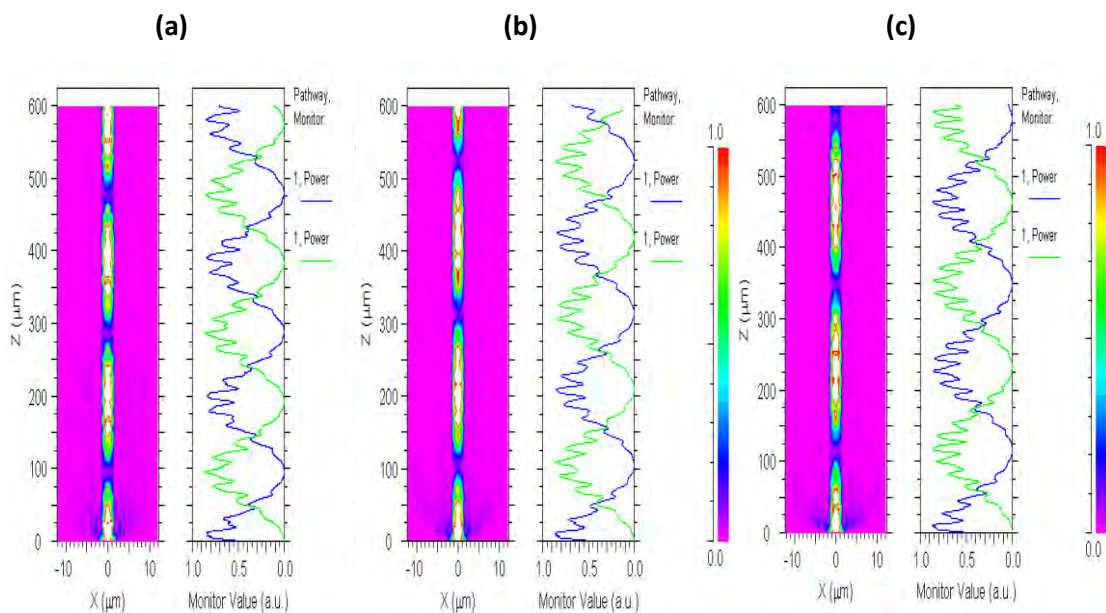 (a)
(b)
(c)
600
500
400
300
200
100
0
Z (µm)
-10 0 10
X (µm)
1.0 0.5 0.0
Monitor Value (a.u.)
Pathway,
Monitor:
1, Power
1, Power
600
500
400
300
200
100
0
Z (µm)
-10 0 10
X (µm)
1.0 0.5 0.0
Monitor Value (a.u.)
Pathway,
Monitor:
1, Power
1, Power
1.0
0.0
600
500
400
300
200
100
0
Z (µm)
-10 0 10
X (µm)
1.0 0.5 0.0
Monitor Value (a.u.)
Pathway,
Monitor:
1, Power
1, Power
1.0
0.0